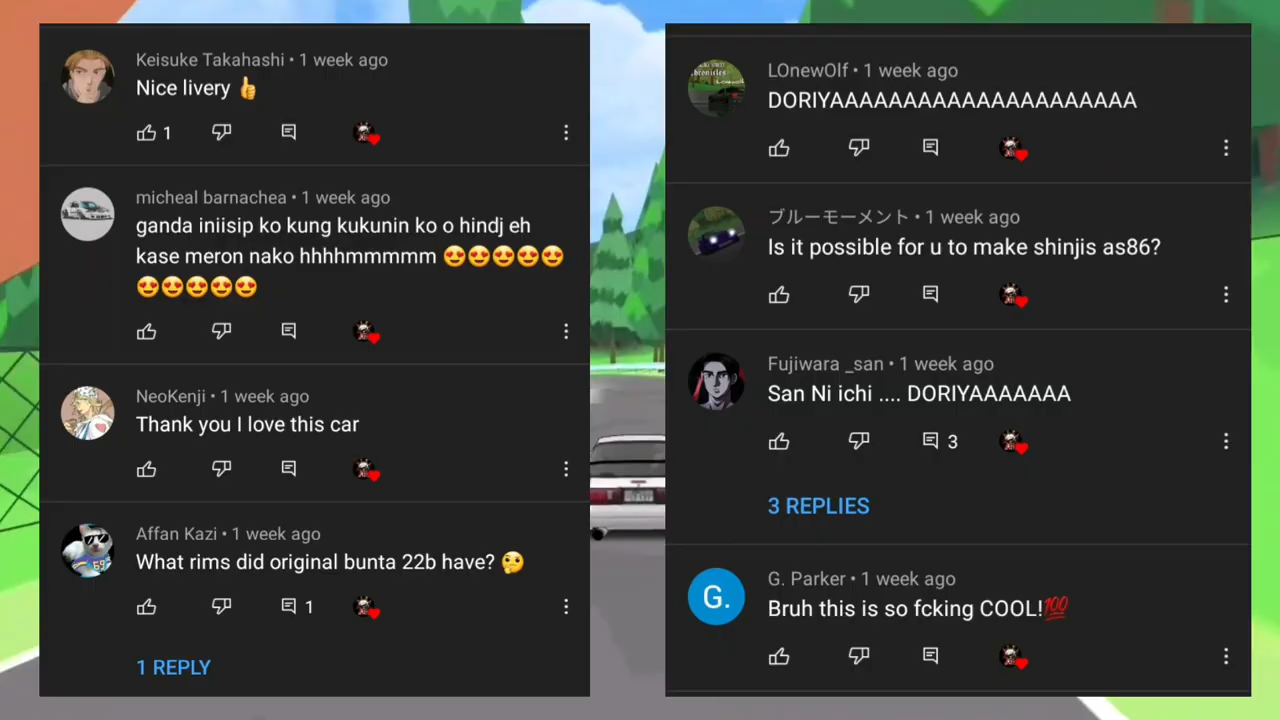 Keisuke Takahashi • 1 week ago
Nice livery 👍
1
micheal barnachea • 1 week ago
ganda iniisip ko kung kukunin ko o hindj eh
kase meron nako hhhhmmmmm 😍😍😍😍😍
😍😍😍😍😍
NeoKenji • 1 week ago
Thank you I love this car
Affan Kazi • 1 week ago
What rims did original bunta 22b have? 🤔
1
1 REPLY
LOnewOlf • 1 week ago
DORIYAAAAAAAAAAAAAAAAAAAAA
ブルーモーメント • 1 week ago
Is it possible for u to make shinjis as86?
Fujiwara _san • 1 week ago
San Ni ichi .... DORIYAAAAAAA
3
3 REPLIES
G.
G. Parker • 1 week ago
Bruh this is so fcking COOL!💯